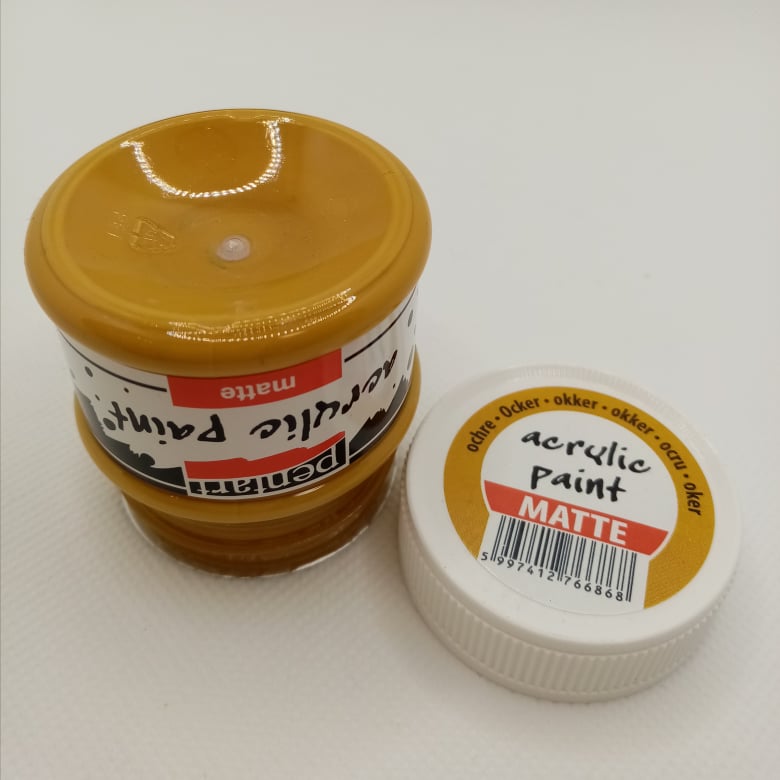 matte
acrylic paint
pentart
ochre • Ocker • okker • okker • ocru • oker
acrylic
paint
MATTE
5 997412 766868